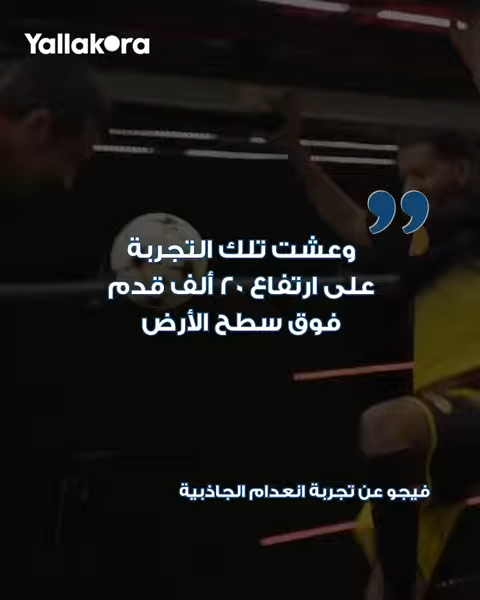 Yallakora
وعشت تلك التجربة
على ارتفاع ٢٠ ألف قدم
فوق سطح الأرض
فيجو عن تجربة انعدام الجاذبية